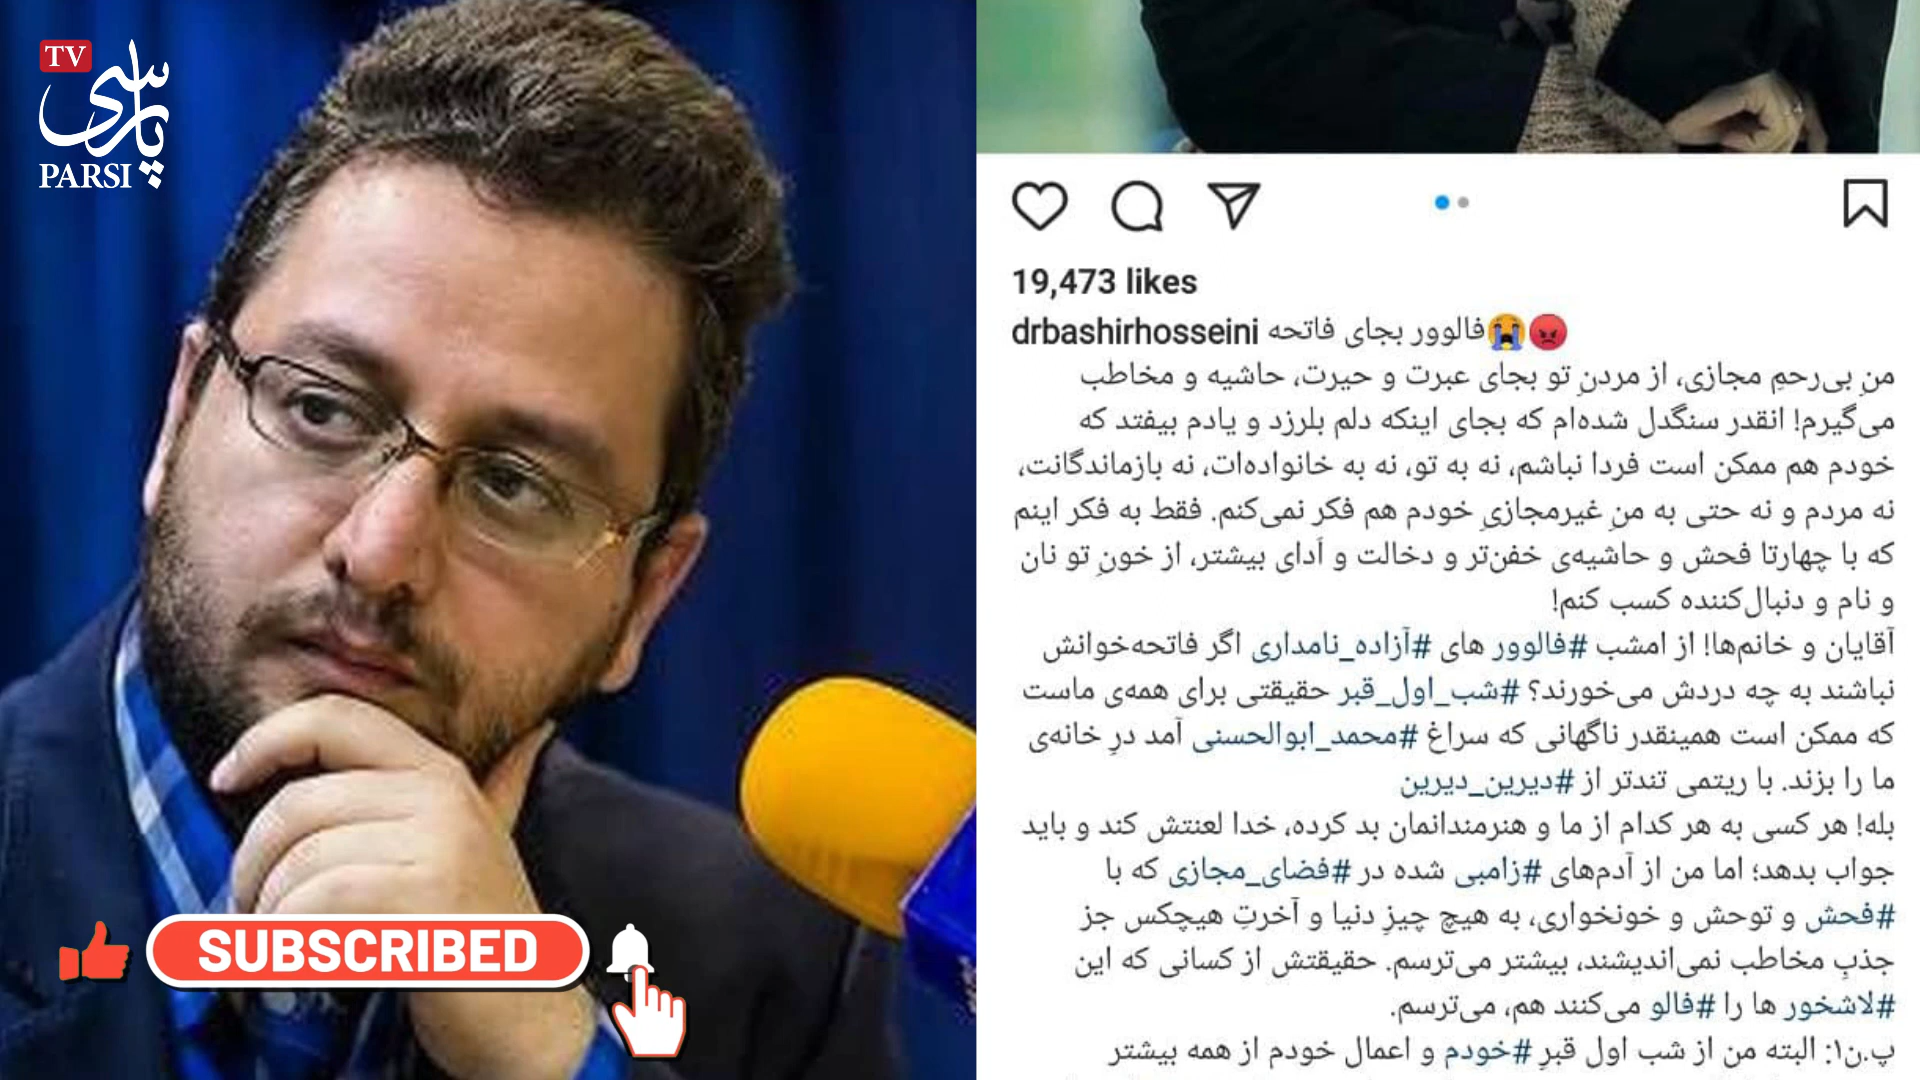 TV
پارسی
PARSI
SUBSCRIBED
19,473 likes
drbashirhosseini فالوور بجای فاتحه😭😡
منِ بی‌رحمِ مجازی، از مردنِ تو بجای عبرت و حیرت، حاشیه و مخاطب
می‌گیرم! انقدر سنگدل شده‌ام که بجای اینکه دلم بلرزد و یادم بیفتد که
خودم هم ممکن است فردا نباشم، نه به تو، نه به خانواده‌ات، نه بازماندگانت،
نه مردم و نه حتی به منِ غیرمجازیِ خودم هم فکر نمی‌کنم. فقط به فکر اینم
که با چهارتا فحش و حاشیه‌ی خفن‌تر و دخالت و اَدای بیشتر، از خونِ تو نان
و نام و دنبال‌کننده کسب کنم!
آقایان و خانم‌ها! از امشب #فالوور های #آزاده_نامداری اگر فاتحه‌خوانش
نباشند به چه دردش می‌خورند؟ #شب_اول_قبر حقیقتی برای همه‌ی ماست
که ممکن است همینقدر ناگهانی که سراغ #محمد_ابوالحسنی آمد درِ خانه‌ی
ما را بزند. با ریتمی تندتر از #دیرین_دیرین
بله! هر کسی به هر کدام از ما و هنرمندانمان بد کرده، خدا لعنتش کند و باید
جواب بدهد؛ اما من از آدم‌های #زامبی شده در #فضای_مجازی که با
#فحش و توحش و خونخواری، به هیچ چیزِ دنیا و آخرتِ هیچکس جز
جذبِ مخاطب نمی‌اندیشند، بیشتر می‌ترسم. حقیقتش از کسانی که این
#لاشخور ها را #فالو می‌کنند هم، می‌ترسم.
پ.ن۱: البته من از شب اول قبرِ #خودم و اعمال خودم از همه بیشتر